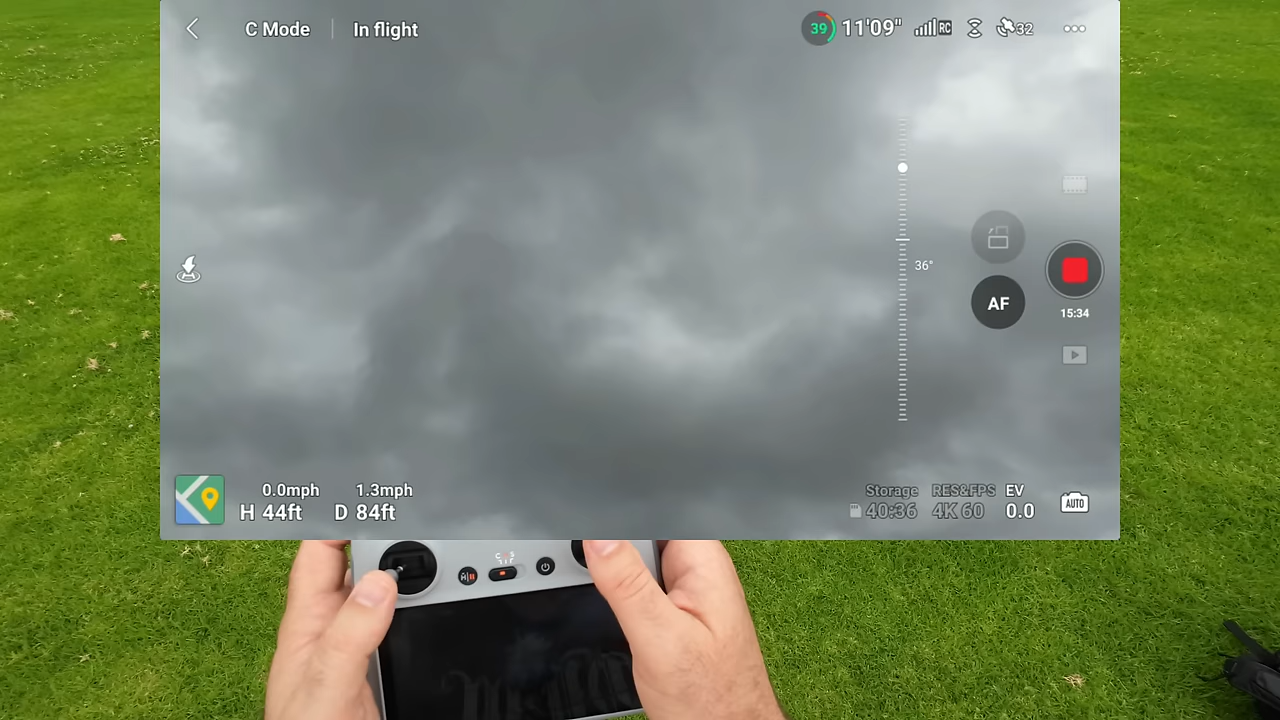 C Mode
In flight
39
11'09"
RC
32
36°
AF
15:34
0.0mph
1.3mph
H 44ft
D 84ft
Storage
40:36
RES&FPS
4K 60
EV
0.0
AUTO
C N S